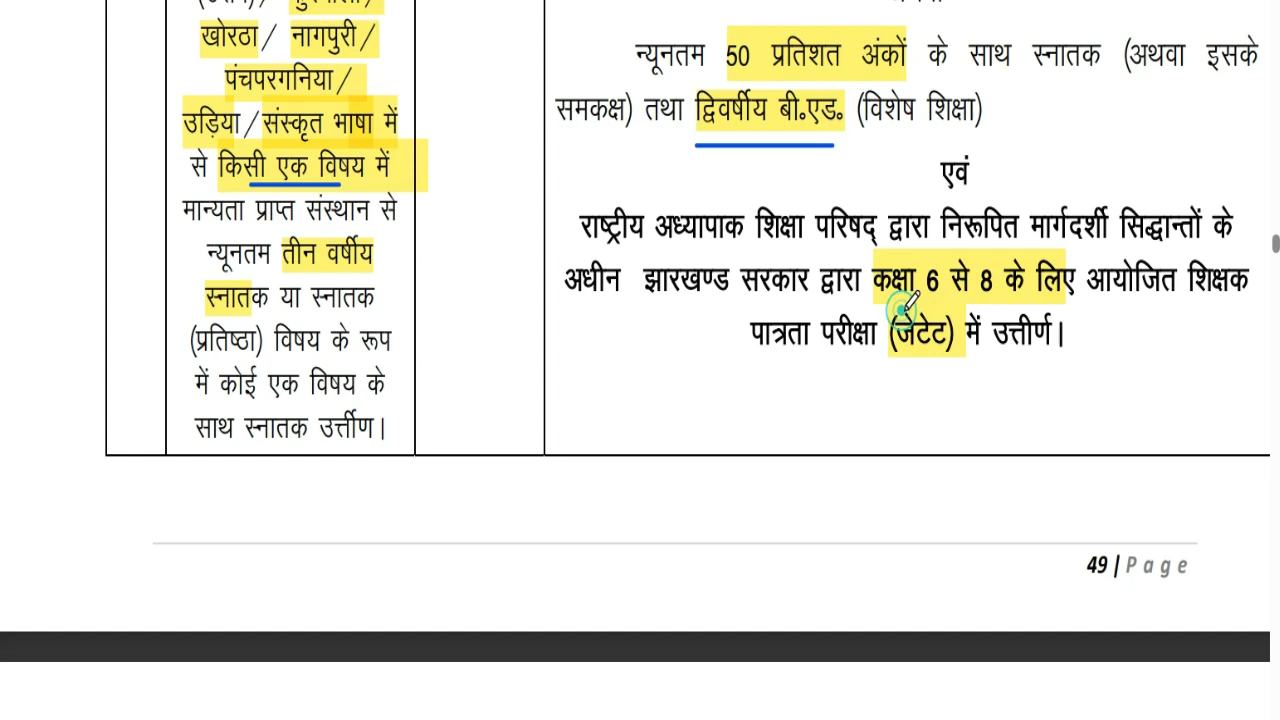 खोरठा/ नागपुरी/
पंचपरगनिया/
उड़िया/संस्कृत भाषा में
से किसी एक विषय में
मान्यता प्राप्त संस्थान से
न्यूनतम तीन वर्षीय
स्नातक या स्नातक
(प्रतिष्ठा) विषय के रूप
में कोई एक विषय के
साथ स्नातक उर्त्तीण।
न्यूनतम 50 प्रतिशत अंकों के साथ स्नातक (अथवा इसके
समकक्ष) तथा द्विवर्षीय बी॰एड॰ (विशेष शिक्षा)
एवं
राष्ट्रीय अध्यापाक शिक्षा परिषद् द्वारा निरूपित मार्गदर्शी सिद्धान्तों के
अधीन झारखण्ड सरकार द्वारा कक्षा 6 से 8 के लिए आयोजित शिक्षक
पात्रता परीक्षा (जेटेट) में उत्तीर्ण।
49 | Page